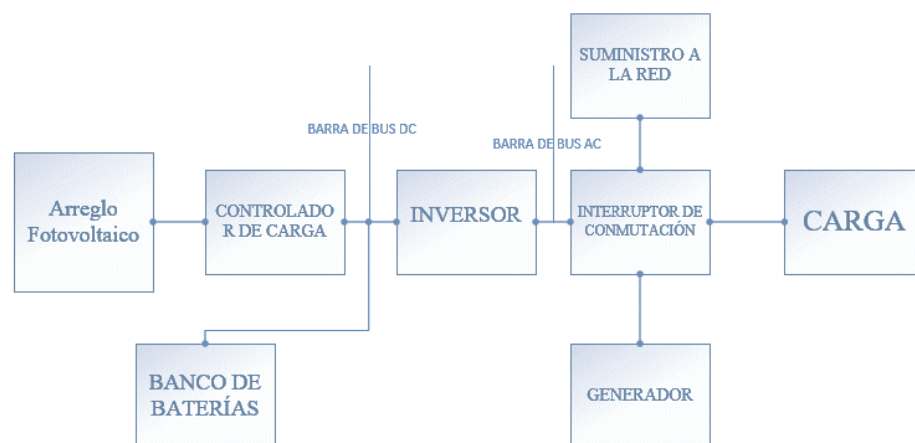 SUMINISTRO A
LA RED
BARRA DE BUS DC
BARRA DE BUS AC
Arreglo
Fotovoltaico
CONTROLADO
R DE CARGA
INVERSOR
INTERRUPTOR DE
CONMUTACIÓN
CARGA
BANCO DE
BATERÍAS
GENERADOR